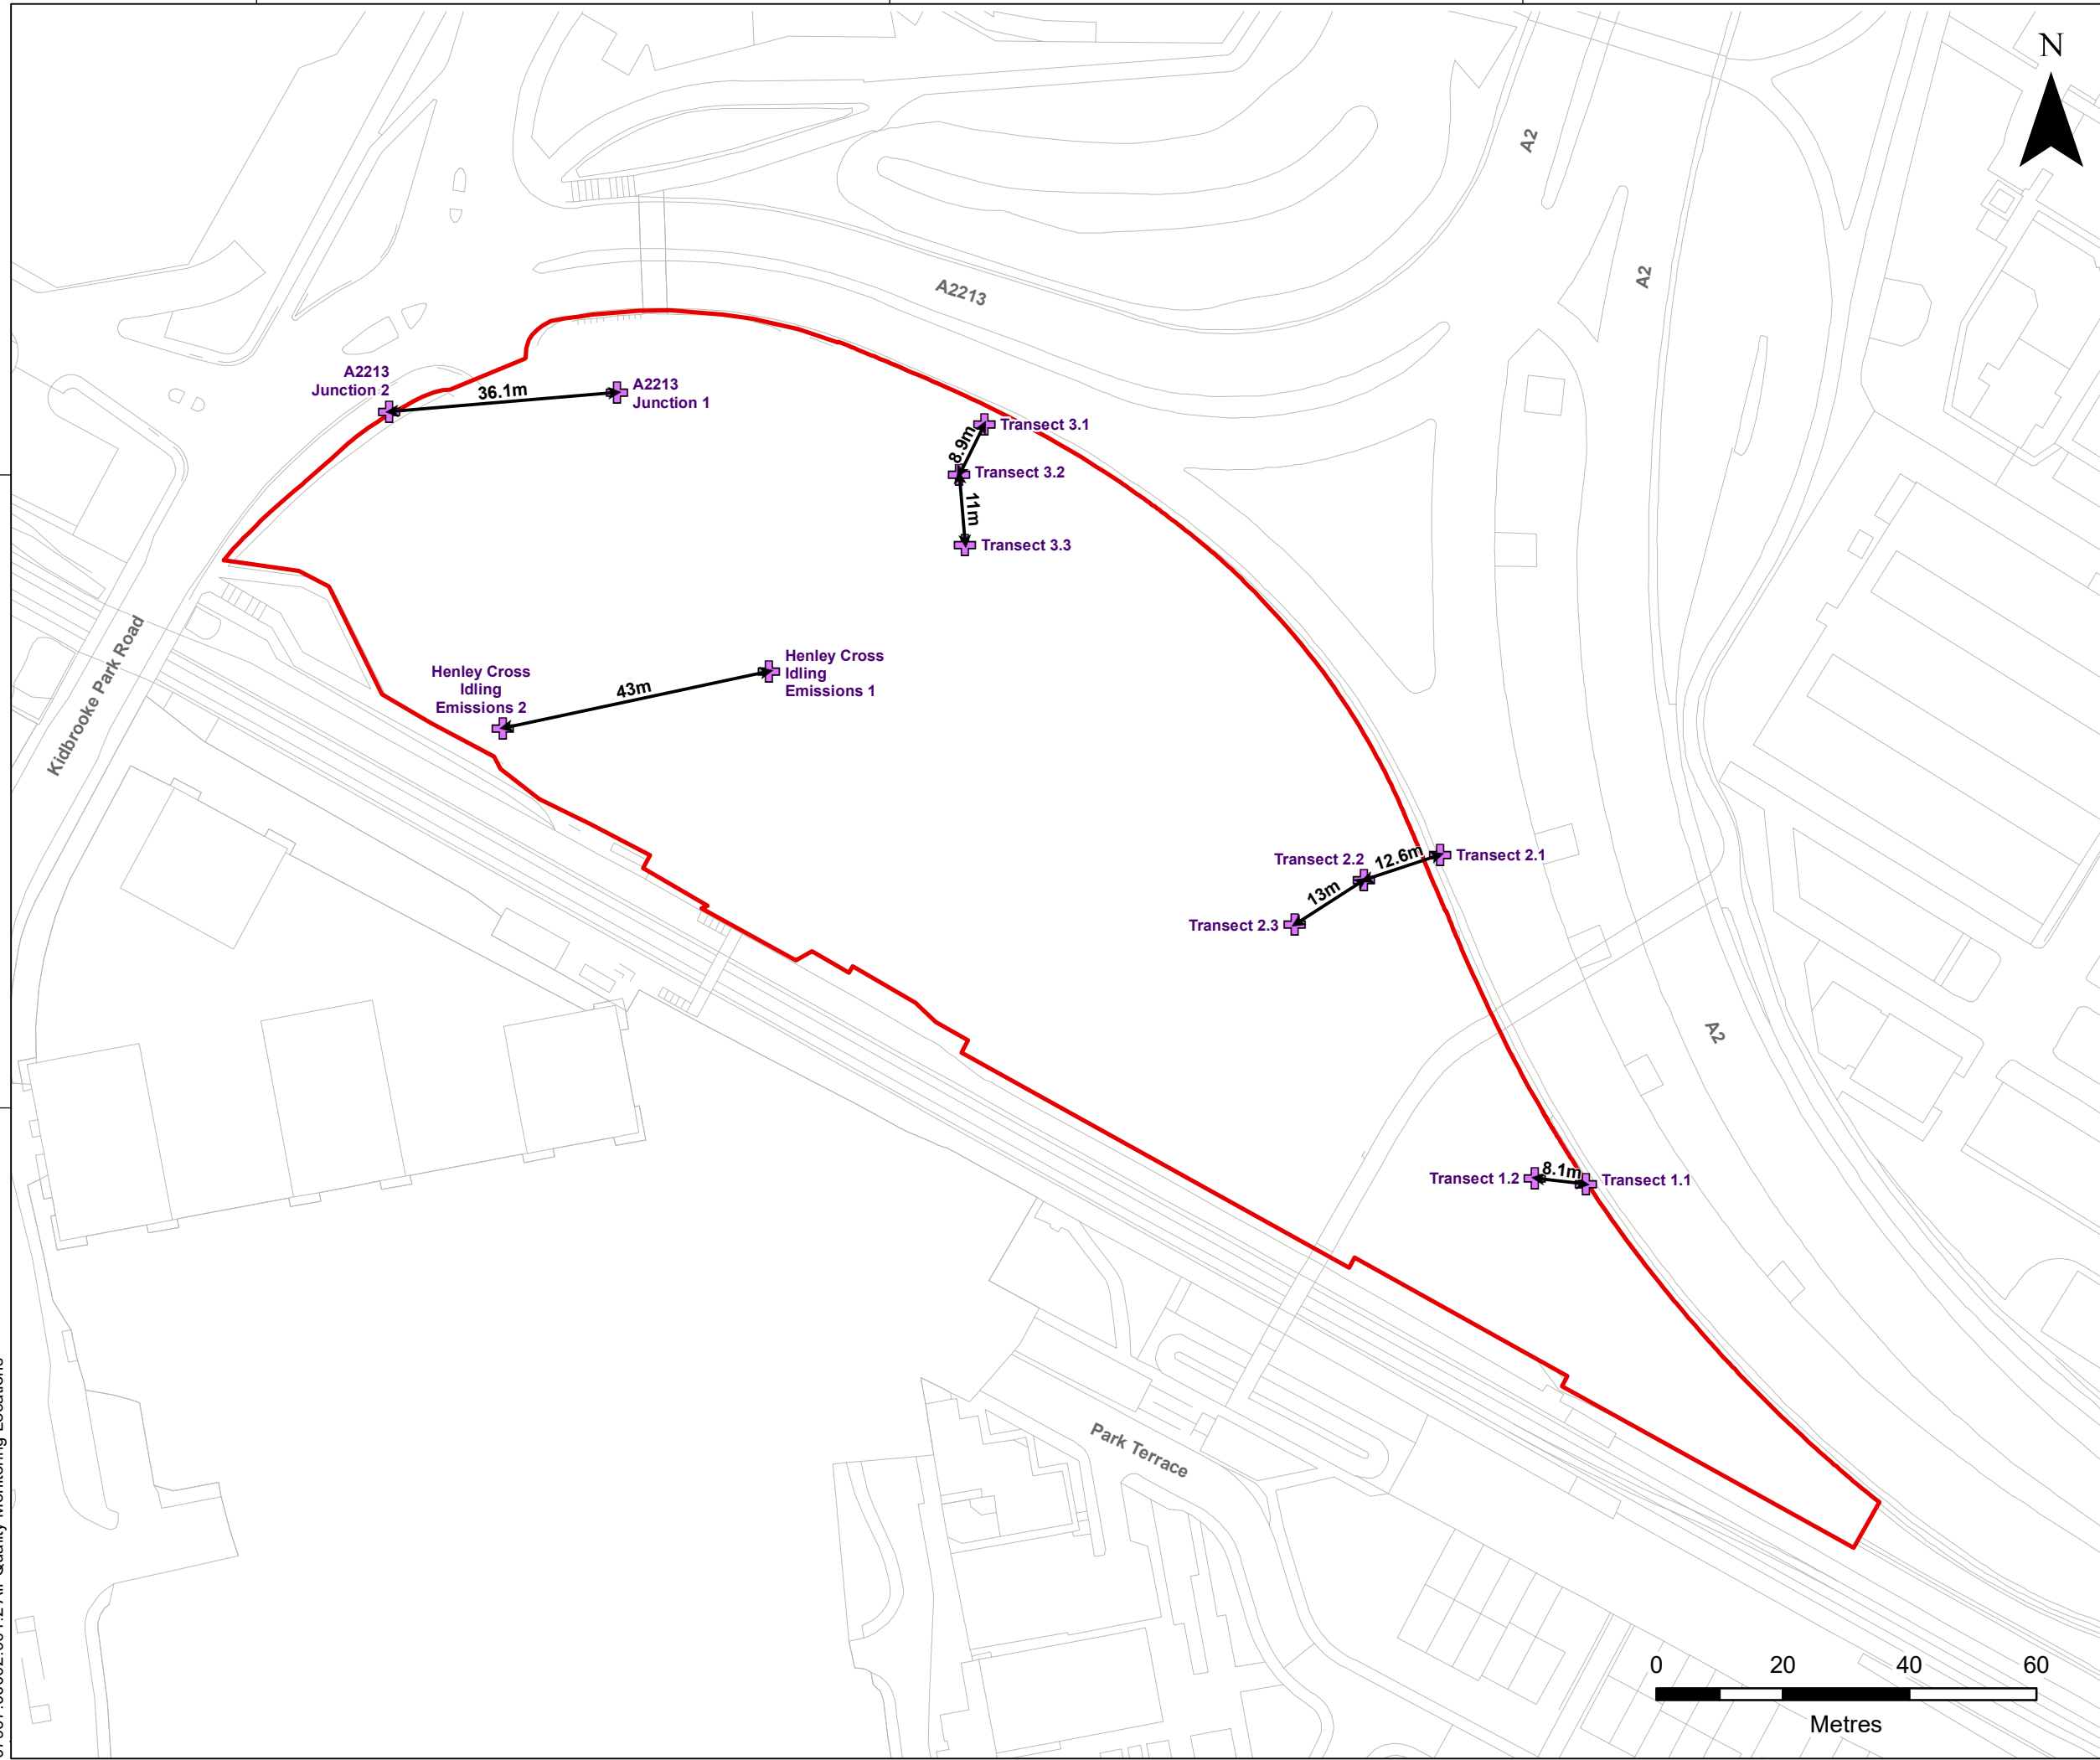 N
A2
A2
A2213
A2213
Junction 2
36.1m
A2213
Junction 1
Transect 3.1
8.9m
Transect 3.2
11m
Transect 3.3
Kidbrooke Park Road
Henley Cross
Idling
Emissions 2
43m
Henley Cross
Idling
Emissions 1
Transect 2.2
12.6m
Transect 2.1
13m
Transect 2.3
A2
Transect 1.2
8.1m
Transect 1.1
Park Terrace
0 20 40 60
Metres